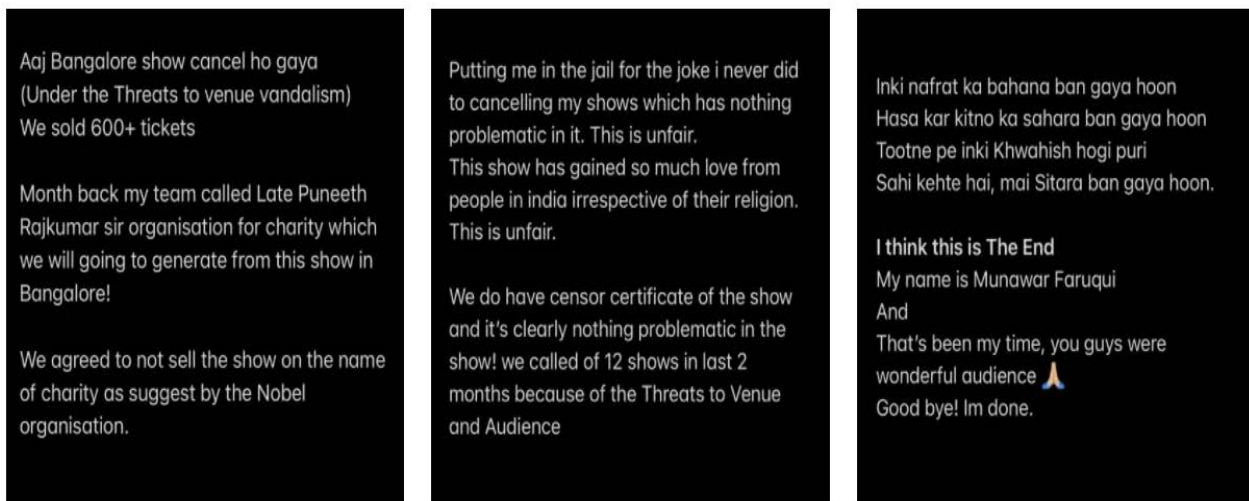 Aaj Bangalore show cancel ho gaya
(Under the Threats to venue vandalism)
We sold 600+ tickets
Month back my team called Late Puneeth
Rajkumar sir organisation for charity which
we will going to generate from this show in
Bangalore!
We agreed to not sell the show on the name
of charity as suggest by the Nobel
organisation.
Putting me in the jail for the joke i never did
to cancelling my shows which has nothing
problematic in it. This is unfair.
This show has gained so much love from
people in india irrespective of their religion.
This is unfair.
We do have censor certificate of the show
and it's clearly nothing problematic in the
show! we called of 12 shows in last 2
months because of the Threats to Venue
and Audience
Inki nafrat ka bahana ban gaya hoon
Hasa kar kitno ka sahara ban gaya hoon
Tootne pe inki Khwahish hogi puri
Sahi kehte hai, mai Sitara ban gaya hoon.
I think this is The End
My name is Munawar Faruqui
And
That's been my time, you guys were
wonderful audience 🙏
Good bye! Im done.